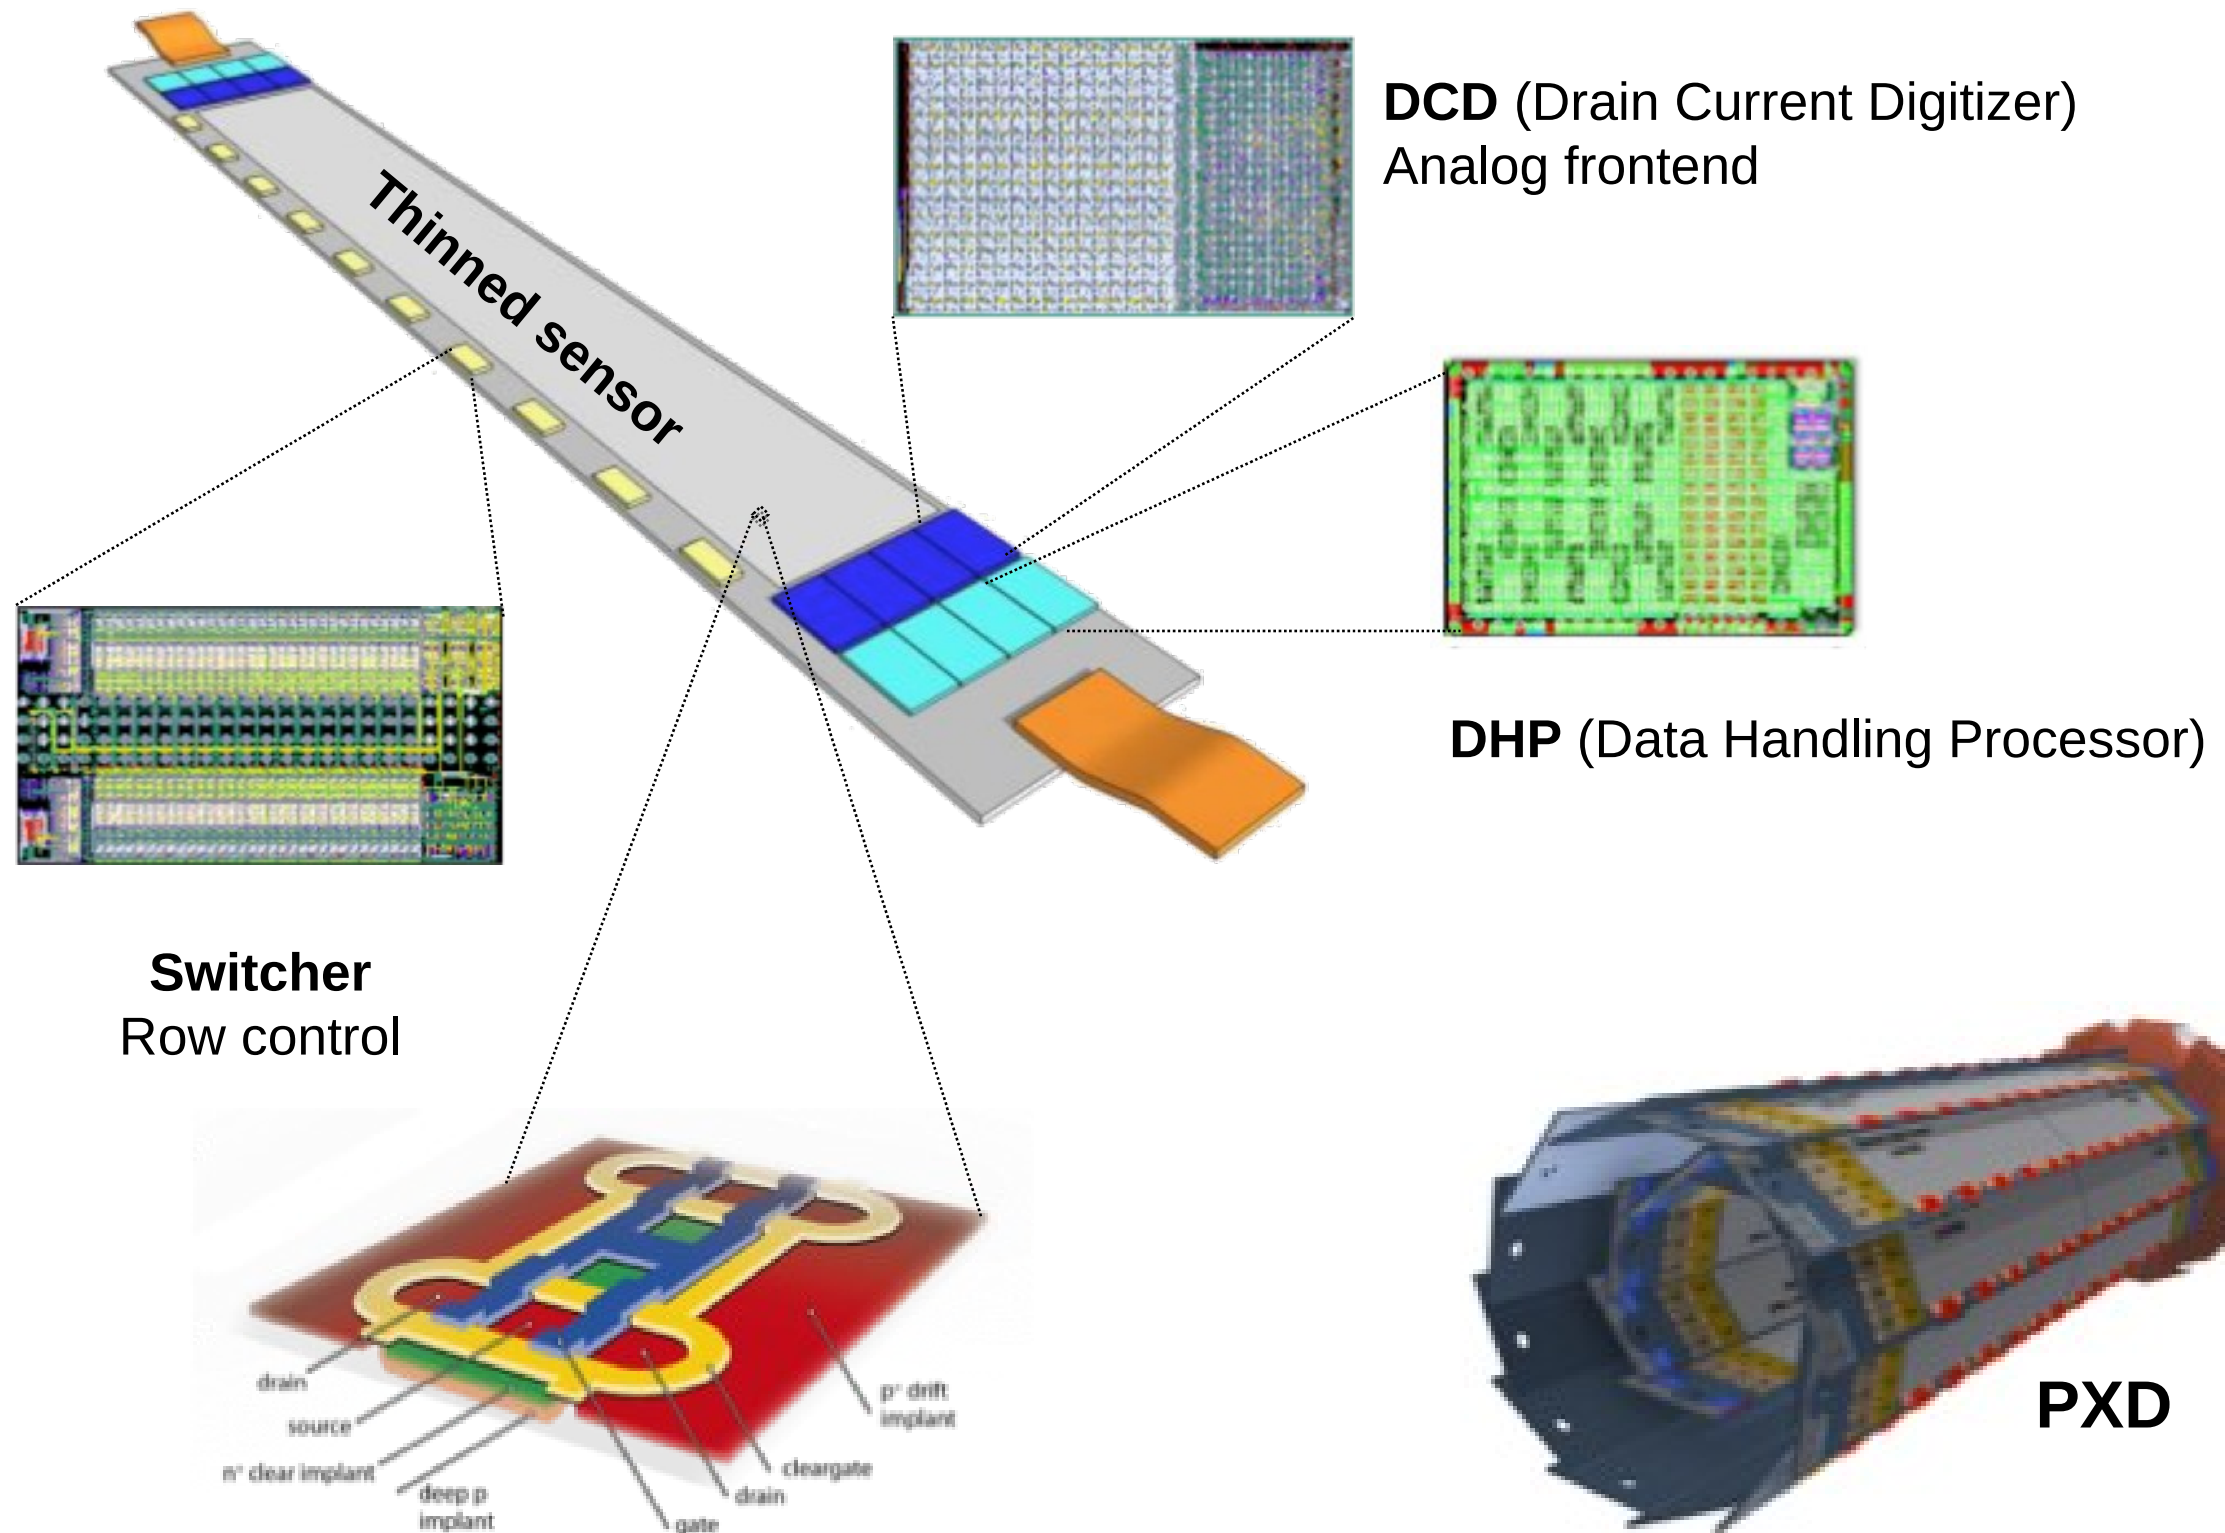 DCD (Drain Current Digitizer)
Analog frontend
Thinned sensor
DHP (Data Handling Processor)
Switcher
Row control
drain
source
n⁺ clear implant
deep p
implant
gate
drain
cleargate
p⁺ drift
implant
PXD